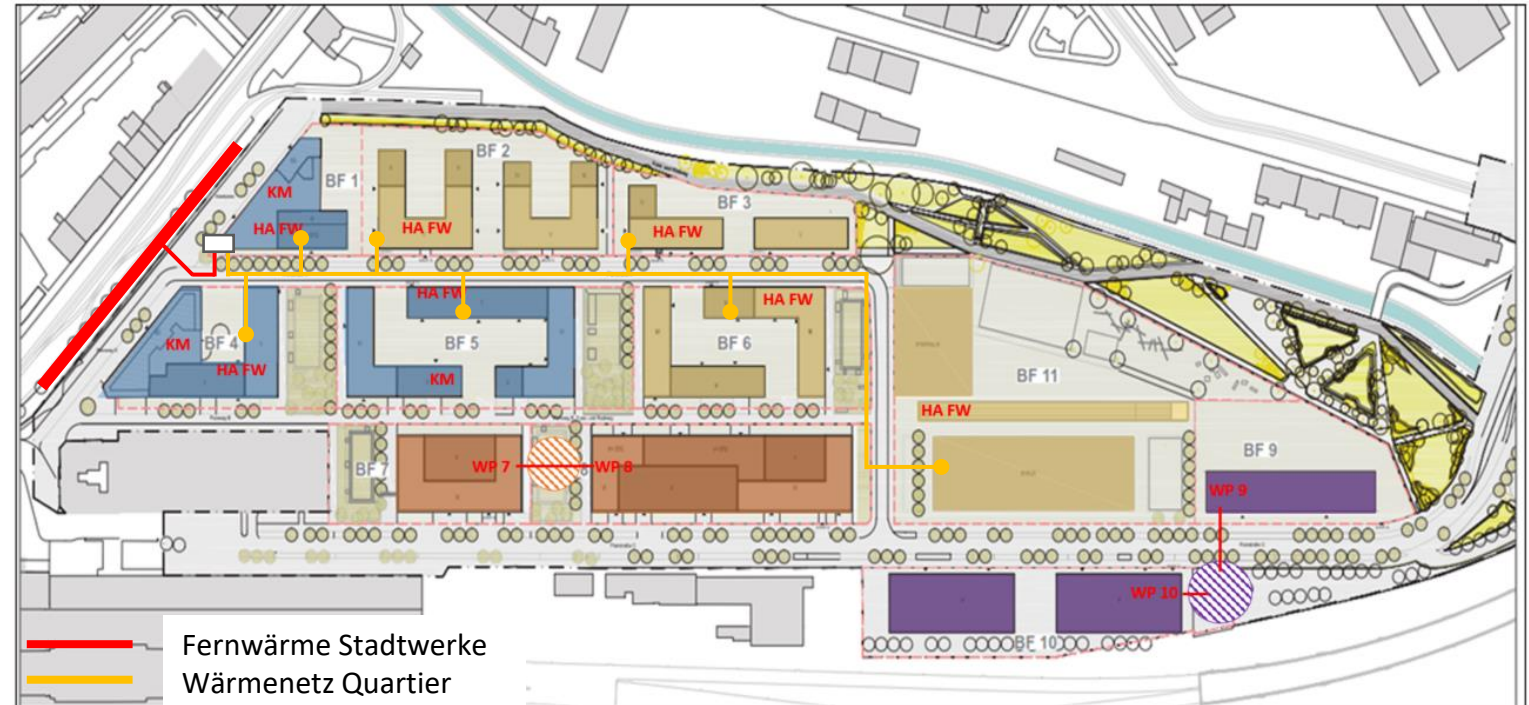 BF 2
KM
BF 1
BF 3
HA FW
HA FW
HA FW
HA FW
HA FW
KM
BF 4
BF 5
BF 6
HA FW
KM
BF 11
HA FW
BF 7
WP 7
8
WP 8
BF 9
WP 9
WP 10
BF 10
Fernwärme Stadtwerke
Wärmenetz Quartier